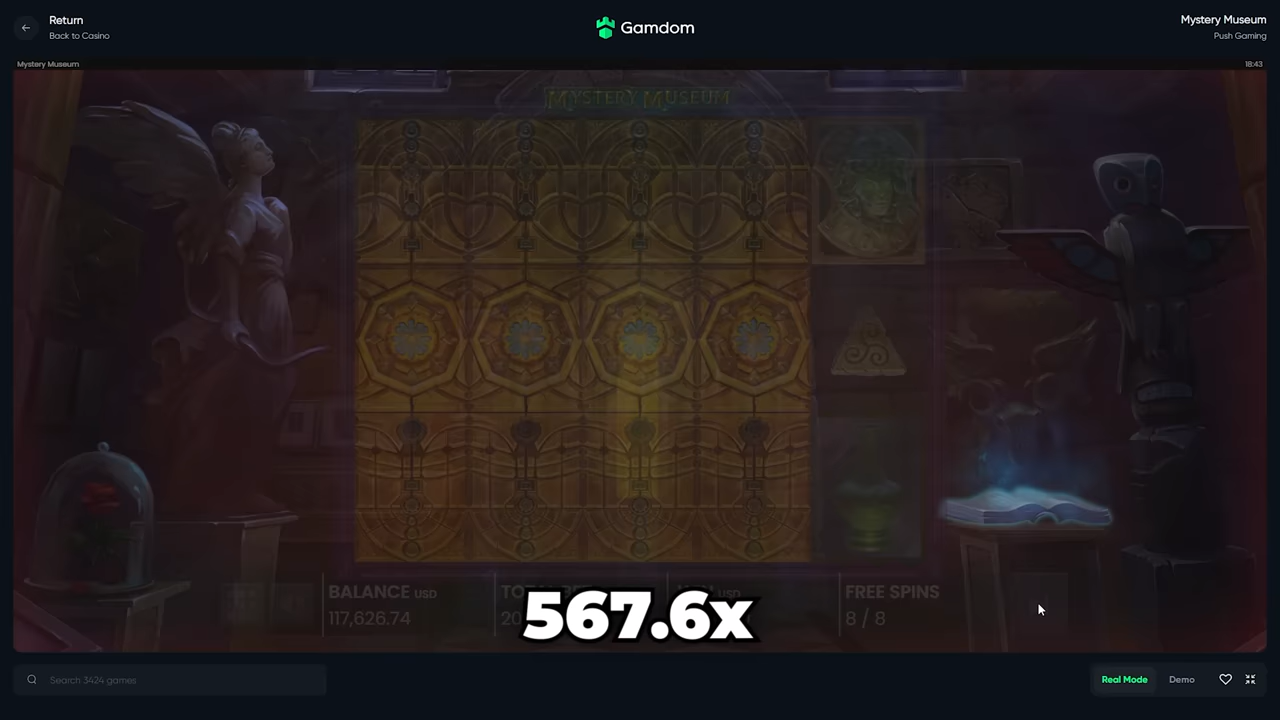 Return
Back to Casino
Gamdom
Mystery Museum
Push Gaming
Mystery Museum
18:43
MYSTERY MUSEUM
BALANCE USD
117,626.74
FREE SPINS
8 / 8
567.6x
Search 3424 games
Real Mode
Demo